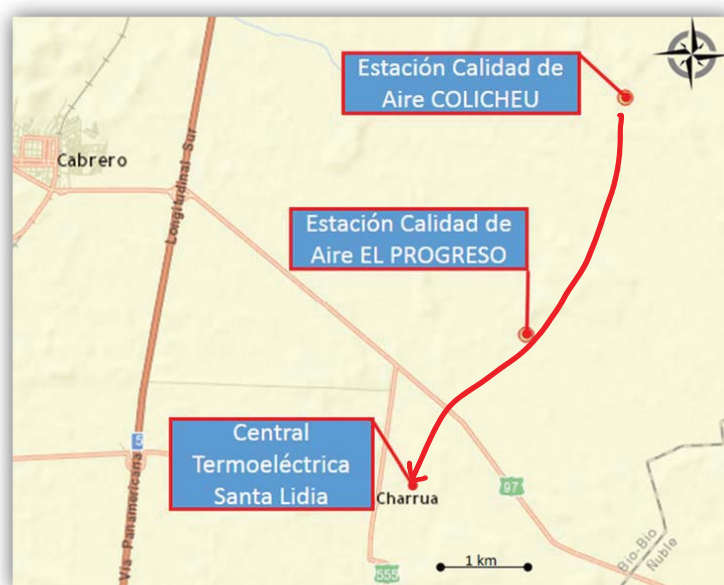 Estación Calidad de
Aire COLICHEU
Cabrero
Longitudinal Sur
Estación Calidad de
Aire EL PROGRESO
Central
Termoeléctrica
Santa Lidia
5
Vía Panamericana
Charrua
97
1 km
555
Bio-Bio
Ñuble